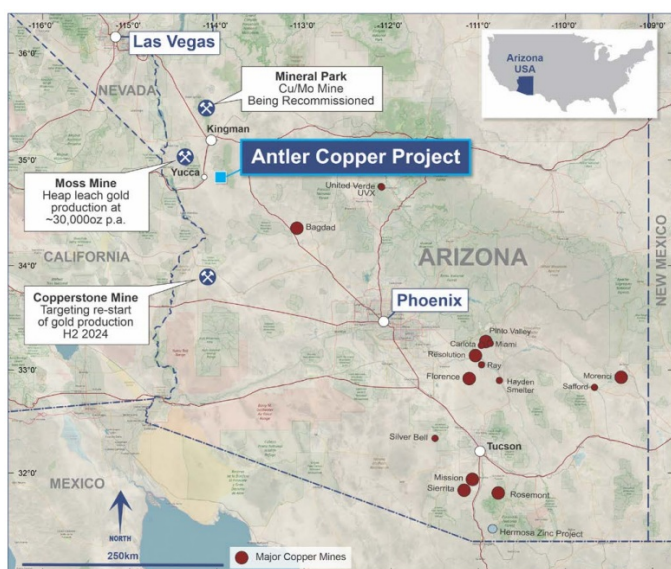 -115.0°
-114.0°
-113.0°
-112.0°
-111.0°
-110.0°
36.0°
35.0°
34.0°
33.0°
32.0°
Las Vegas
NEVADA
Mineral Park
Cu/Mo Mine
Being Recommissioned
Arizona
USA
Kingman
Antler Copper Project
Yucca
Moss Mine
Heap leach gold
production at
~30,000oz p.a.
United Verde
UVX
Bagdad
CALIFORNIA
ARIZONA
NEW MEXICO
Copperstone Mine
Targeting re-start
of gold production
H2 2024
Phoenix
Pinto Valley
Carlota
Miami
Resolution
Ray
Florence
Hayden
Smelter
Morenci
Safford
Silver Bell
Tucson
Mission
Sierrita
Rosemont
MEXICO
Hermosa Zinc Project
NORTH
250km
Major Copper Mines